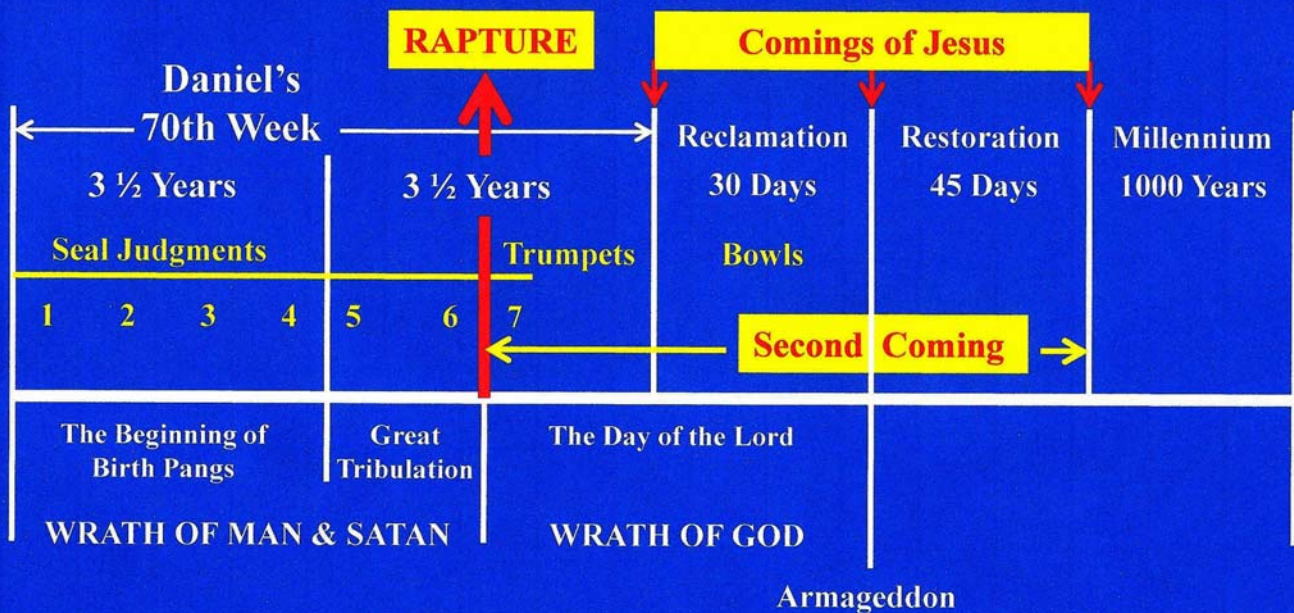 RAPTURE
Comings of Jesus
Daniel's
70th Week
Reclamation
Restoration
Millennium
3 ½ Years
3 ½ Years
30 Days
45 Days
1000 Years
Seal Judgments
Trumpets
Bowls
1 2 3 4 5 6 7
Second Coming
The Beginning of
Birth Pangs
Great
Tribulation
The Day of the Lord
WRATH OF MAN & SATAN
WRATH OF GOD
Armageddon